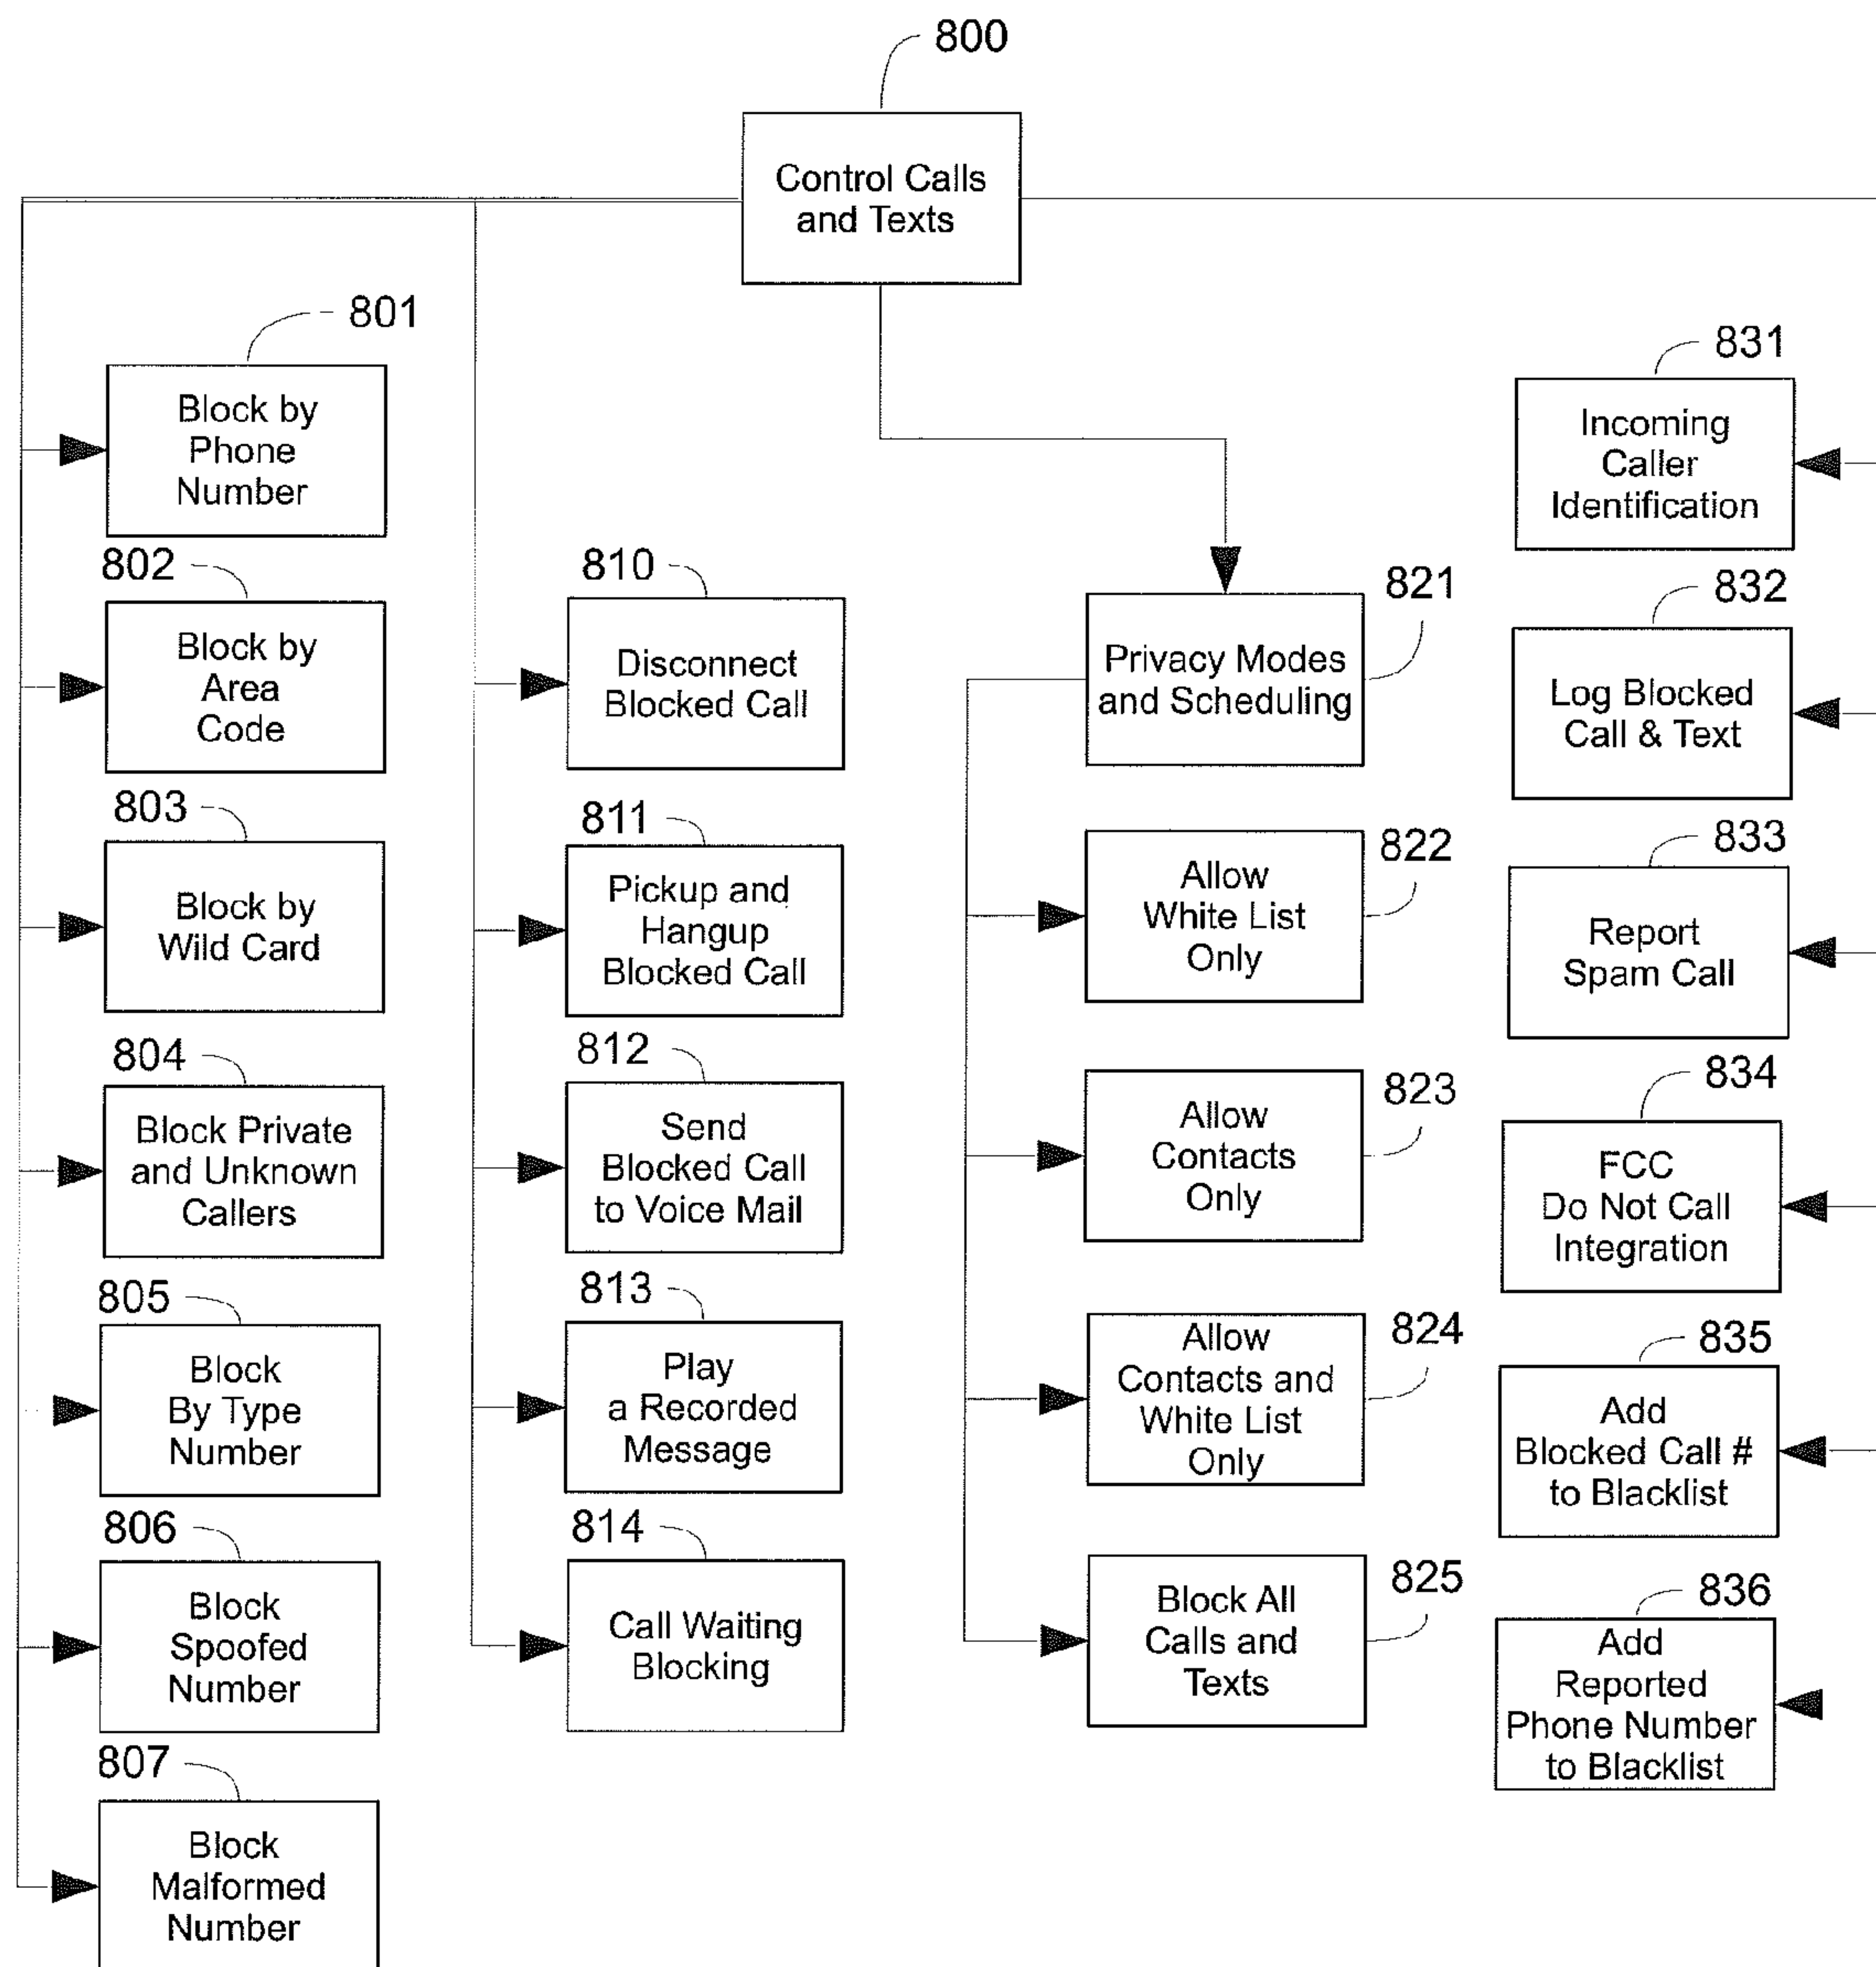 800
Control Calls
and Texts
801
Block by
Phone
Number
802
Block by
Area
Code
803
Block by
Wild Card
804
Block Private
and Unknown
Callers
805
Block
By Type
Number
806
Block
Spoofed
Number
807
Block
Malformed
Number
810
Disconnect
Blocked Call
811
Pickup and
Hangup
Blocked Call
812
Send
Blocked Call
to Voice Mail
813
Play
a Recorded
Message
814
Call Waiting
Blocking
821
Privacy Modes
and Scheduling
822
Allow
White List
Only
823
Allow
Contacts
Only
824
Allow
Contacts and
White List
Only
825
Block All
Calls and
Texts
831
Incoming
Caller
Identification
832
Log Blocked
Call & Text
833
Report
Spam Call
834
FCC
Do Not Call
Integration
835
Add
Blocked Call #
to Blacklist
836
Add
Reported
Phone Number
to Blacklist